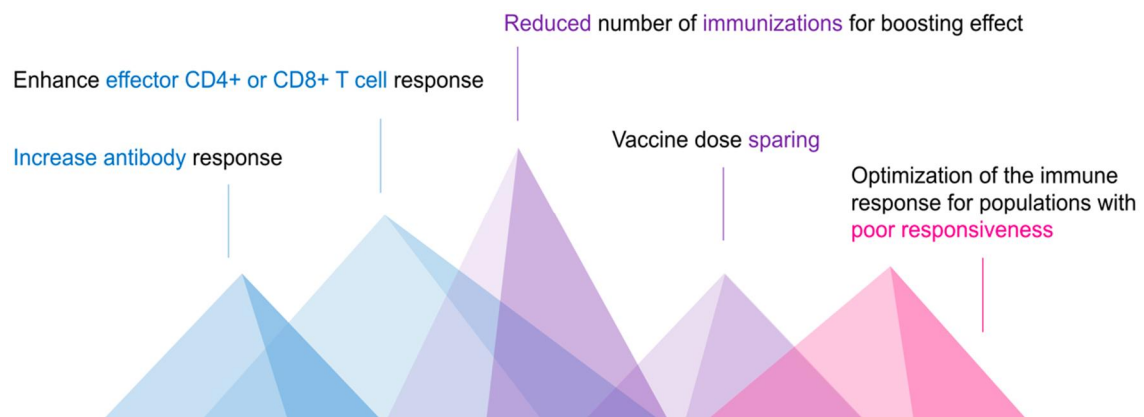 Reduced number of immunizations for boosting effect
Enhance effector CD4+ or CD8+ T cell response
Increase antibody response
Vaccine dose sparing
Optimization of the immune
response for populations with
poor responsiveness